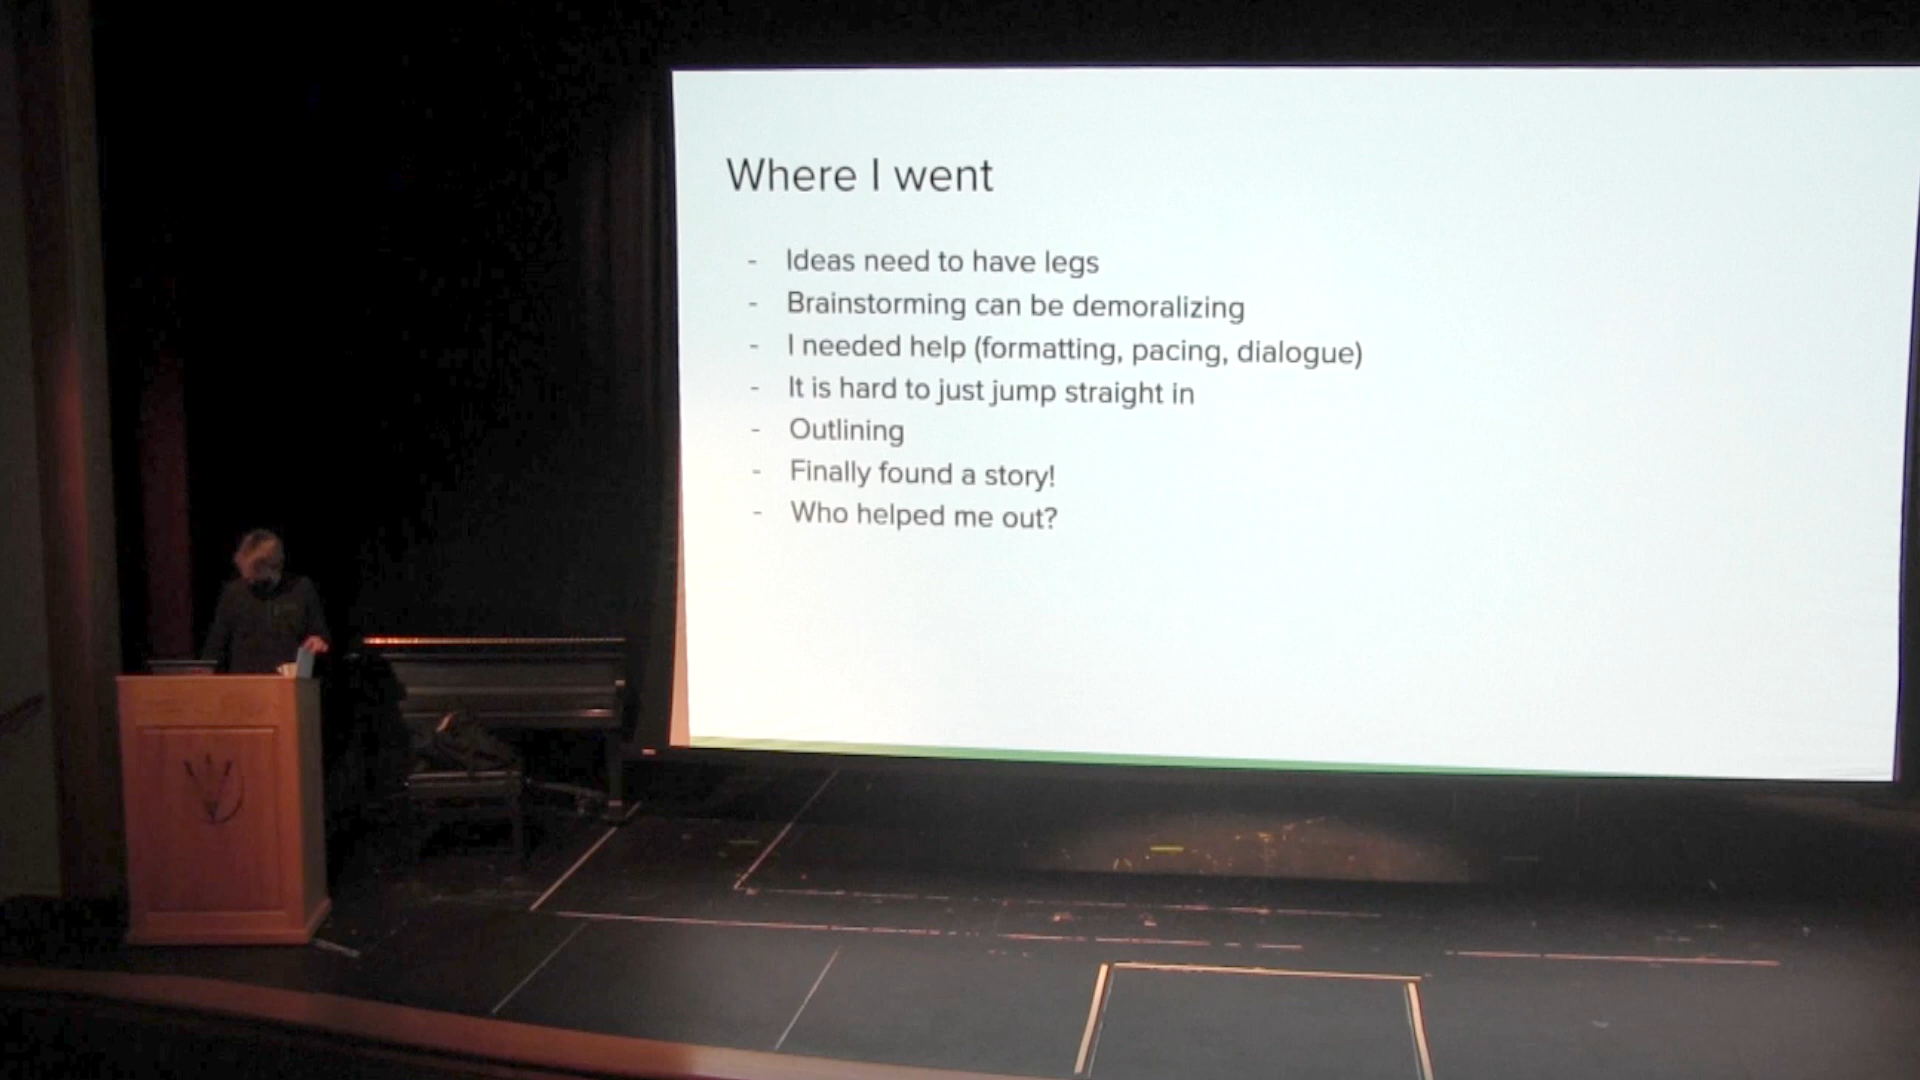 Where I went
- Ideas need to have legs
- Brainstorming can be demoralizing
- I needed help (formatting, pacing, dialogue)
- It is hard to just jump straight in
- Outlining
- Finally found a story!
- Who helped me out?